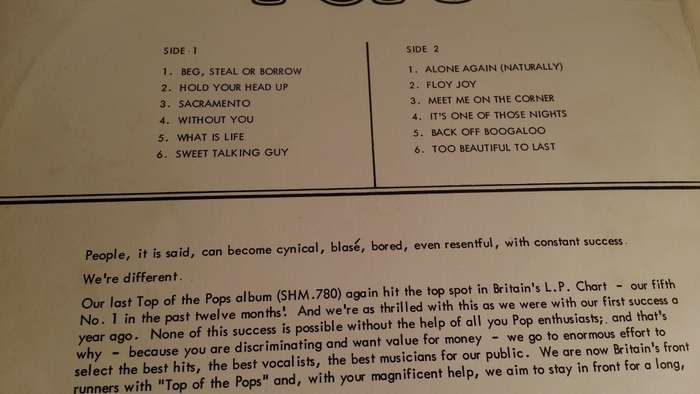 SIDE · 1
1. BEG, STEAL OR BORROW
2. HOLD YOUR HEAD UP
3. SACRAMENTO
4. WITHOUT YOU
5. WHAT IS LIFE
6. SWEET TALKING GUY
SIDE 2
1. ALONE AGAIN (NATURALLY)
2. FLOY JOY
3. MEET ME ON THE CORNER
4. IT'S ONE OF THOSE NIGHTS
5. BACK OFF BOOGALOO
6. TOO BEAUTIFUL TO LAST
People, it is said, can become cynical, blasé, bored, even resentful, with constant success.
We're different.
Our last Top of the Pops album (SHM.780) again hit the top spot in Britain's L.P. Chart – our fifth
No. 1 in the past twelve months! And we're as thrilled with this as we were with our first success a
year ago. None of this success is possible without the help of all you Pop enthusiasts; and that's
why – because you are discriminating and want value for money – we go to enormous effort to
select the best hits, the best vocalists, the best musicians for our public. We are now Britain's front
runners with "Top of the Pops" and, with your magnificent help, we aim to stay in front for a long,